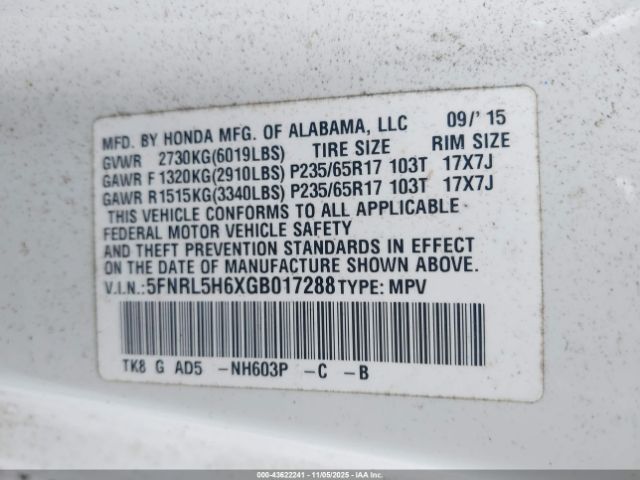 MFD. BY HONDA MFG. OF ALABAMA, LLC 09/' 15
GVWR 2730KG(6019LBS) TIRE SIZE RIM SIZE
GAWR F 1320KG(2910LBS) P235/65R17 103T 17X7J
GAWR R 1515KG(3340LBS) P235/65R17 103T 17X7J
THIS VEHICLE CONFORMS TO ALL APPLICABLE
FEDERAL MOTOR VEHICLE SAFETY
AND THEFT PREVENTION STANDARDS IN EFFECT
ON THE DATE OF MANUFACTURE SHOWN ABOVE.
V.I.N.: 5FNRL5H6XGB017288 TYPE: MPV
TK8 G AD5 -NH603P -C -B
000-43622241 - 11/05/2025 - IAAI.COM